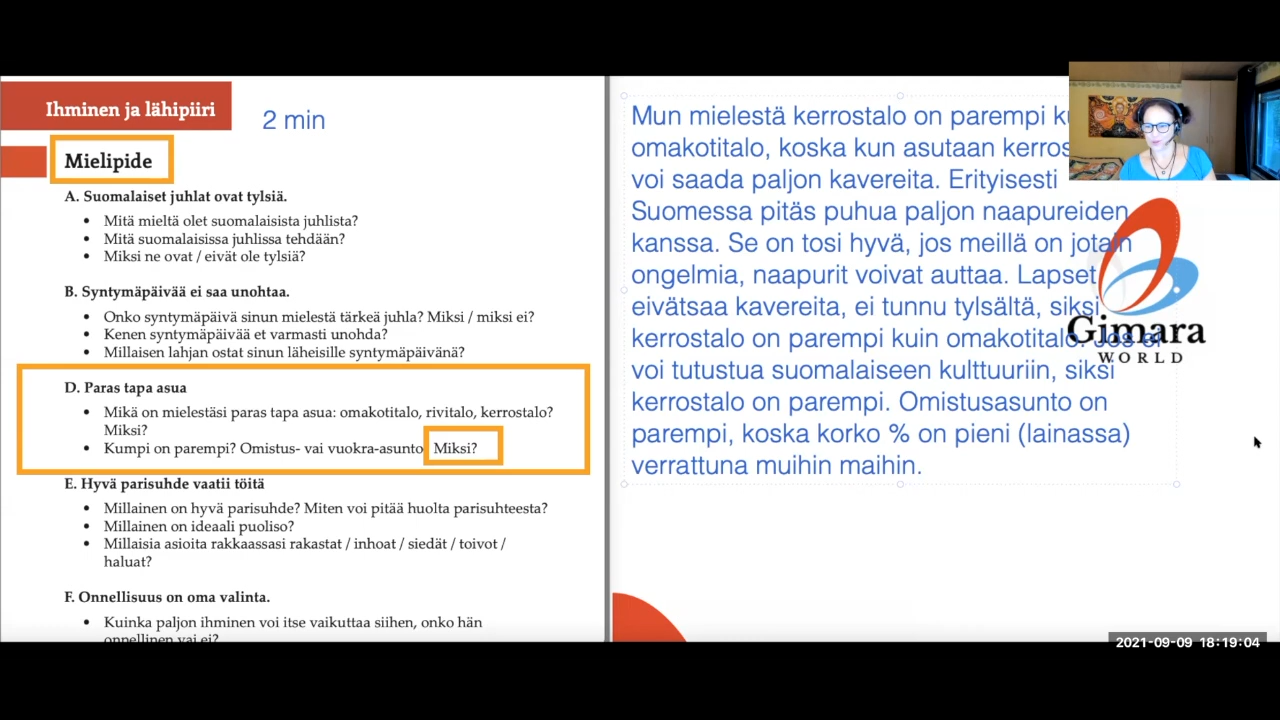 Ihminen ja lähipiiri
2 min
Mielipide
A. Suomalaiset juhlat ovat tylsiä.
• Mitä mieltä olet suomalaisista juhlista?
• Mitä suomalaisissa juhlissa tehdään?
• Miksi ne ovat / eivät ole tylsiä?
B. Syntymäpäivää ei saa unohtaa.
• Onko syntymäpäivä sinun mielestä tärkeä juhla? Miksi / miksi ei?
• Kenen syntymäpäivää et varmasti unohda?
• Millaisen lahjan ostat sinun läheisille syntymäpäivänä?
D. Paras tapa asua
• Mikä on mielestäsi paras tapa asua: omakotitalo, rivitalo, kerrostalo?
Miksi?
• Kumpi on parempi? Omistus- vai vuokra-asunto Miksi?
E. Hyvä parisuhde vaatii töitä
• Millainen on hyvä parisuhde? Miten voi pitää huolta parisuhteesta?
• Millainen on ideaali puoliso?
• Millaisia asioita rakkaassasi rakastat / inhoat / siedät / toivot /
haluat?
F. Onnellisuus on oma valinta.
• Kuinka paljon ihminen voi itse vaikuttaa siihen, onko hän
onnellinen vai ei?
Mun mielestä kerrostalo on parempi
omakotitalo, koska kun asutaan
voi saada paljon kavereita. Erityisesti
Suomessa pitäs puhua paljon naapureiden
kanssa. Se on tosi hyvä, jos meillä on jotain
ongelmia, naapurit voivat auttaa. Lapset
eivätsaa kavereita, ei tunnu tylsältä, siksi
kerrostalo on parempi kuin omakotitalo. Jos ei
voi tutustua suomalaiseen kulttuuriin, siksi
kerrostalo on parempi. Omistusasunto on
parempi, koska korko % on pieni (lainassa)
verrattuna muihin maihin.
Gimara
WORLD
2021-09-09 18:19:04